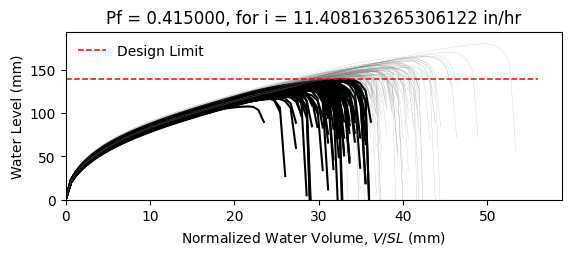 Pf = 0.415000, for i = 11.408163265306122 in/hr
Design Limit
Water Level (mm)
150
100
50
0
0 10 20 30 40 50
Normalized Water Volume, V/SL (mm)